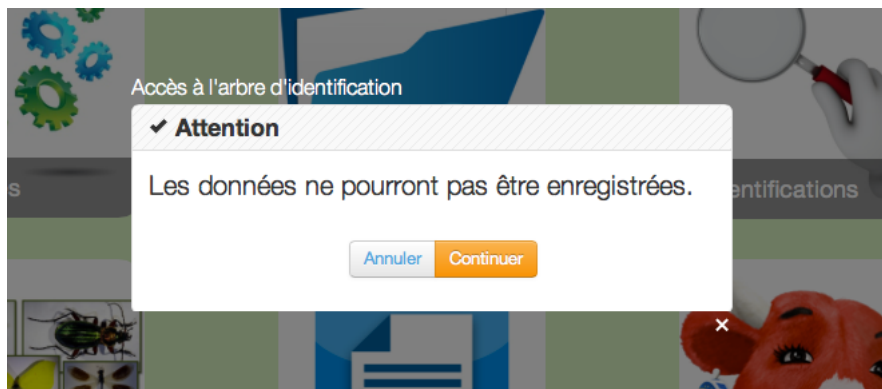 Accès à l'arbre d'identification
Attention
Les données ne pourront pas être enregistrées.
Annuler Continuer